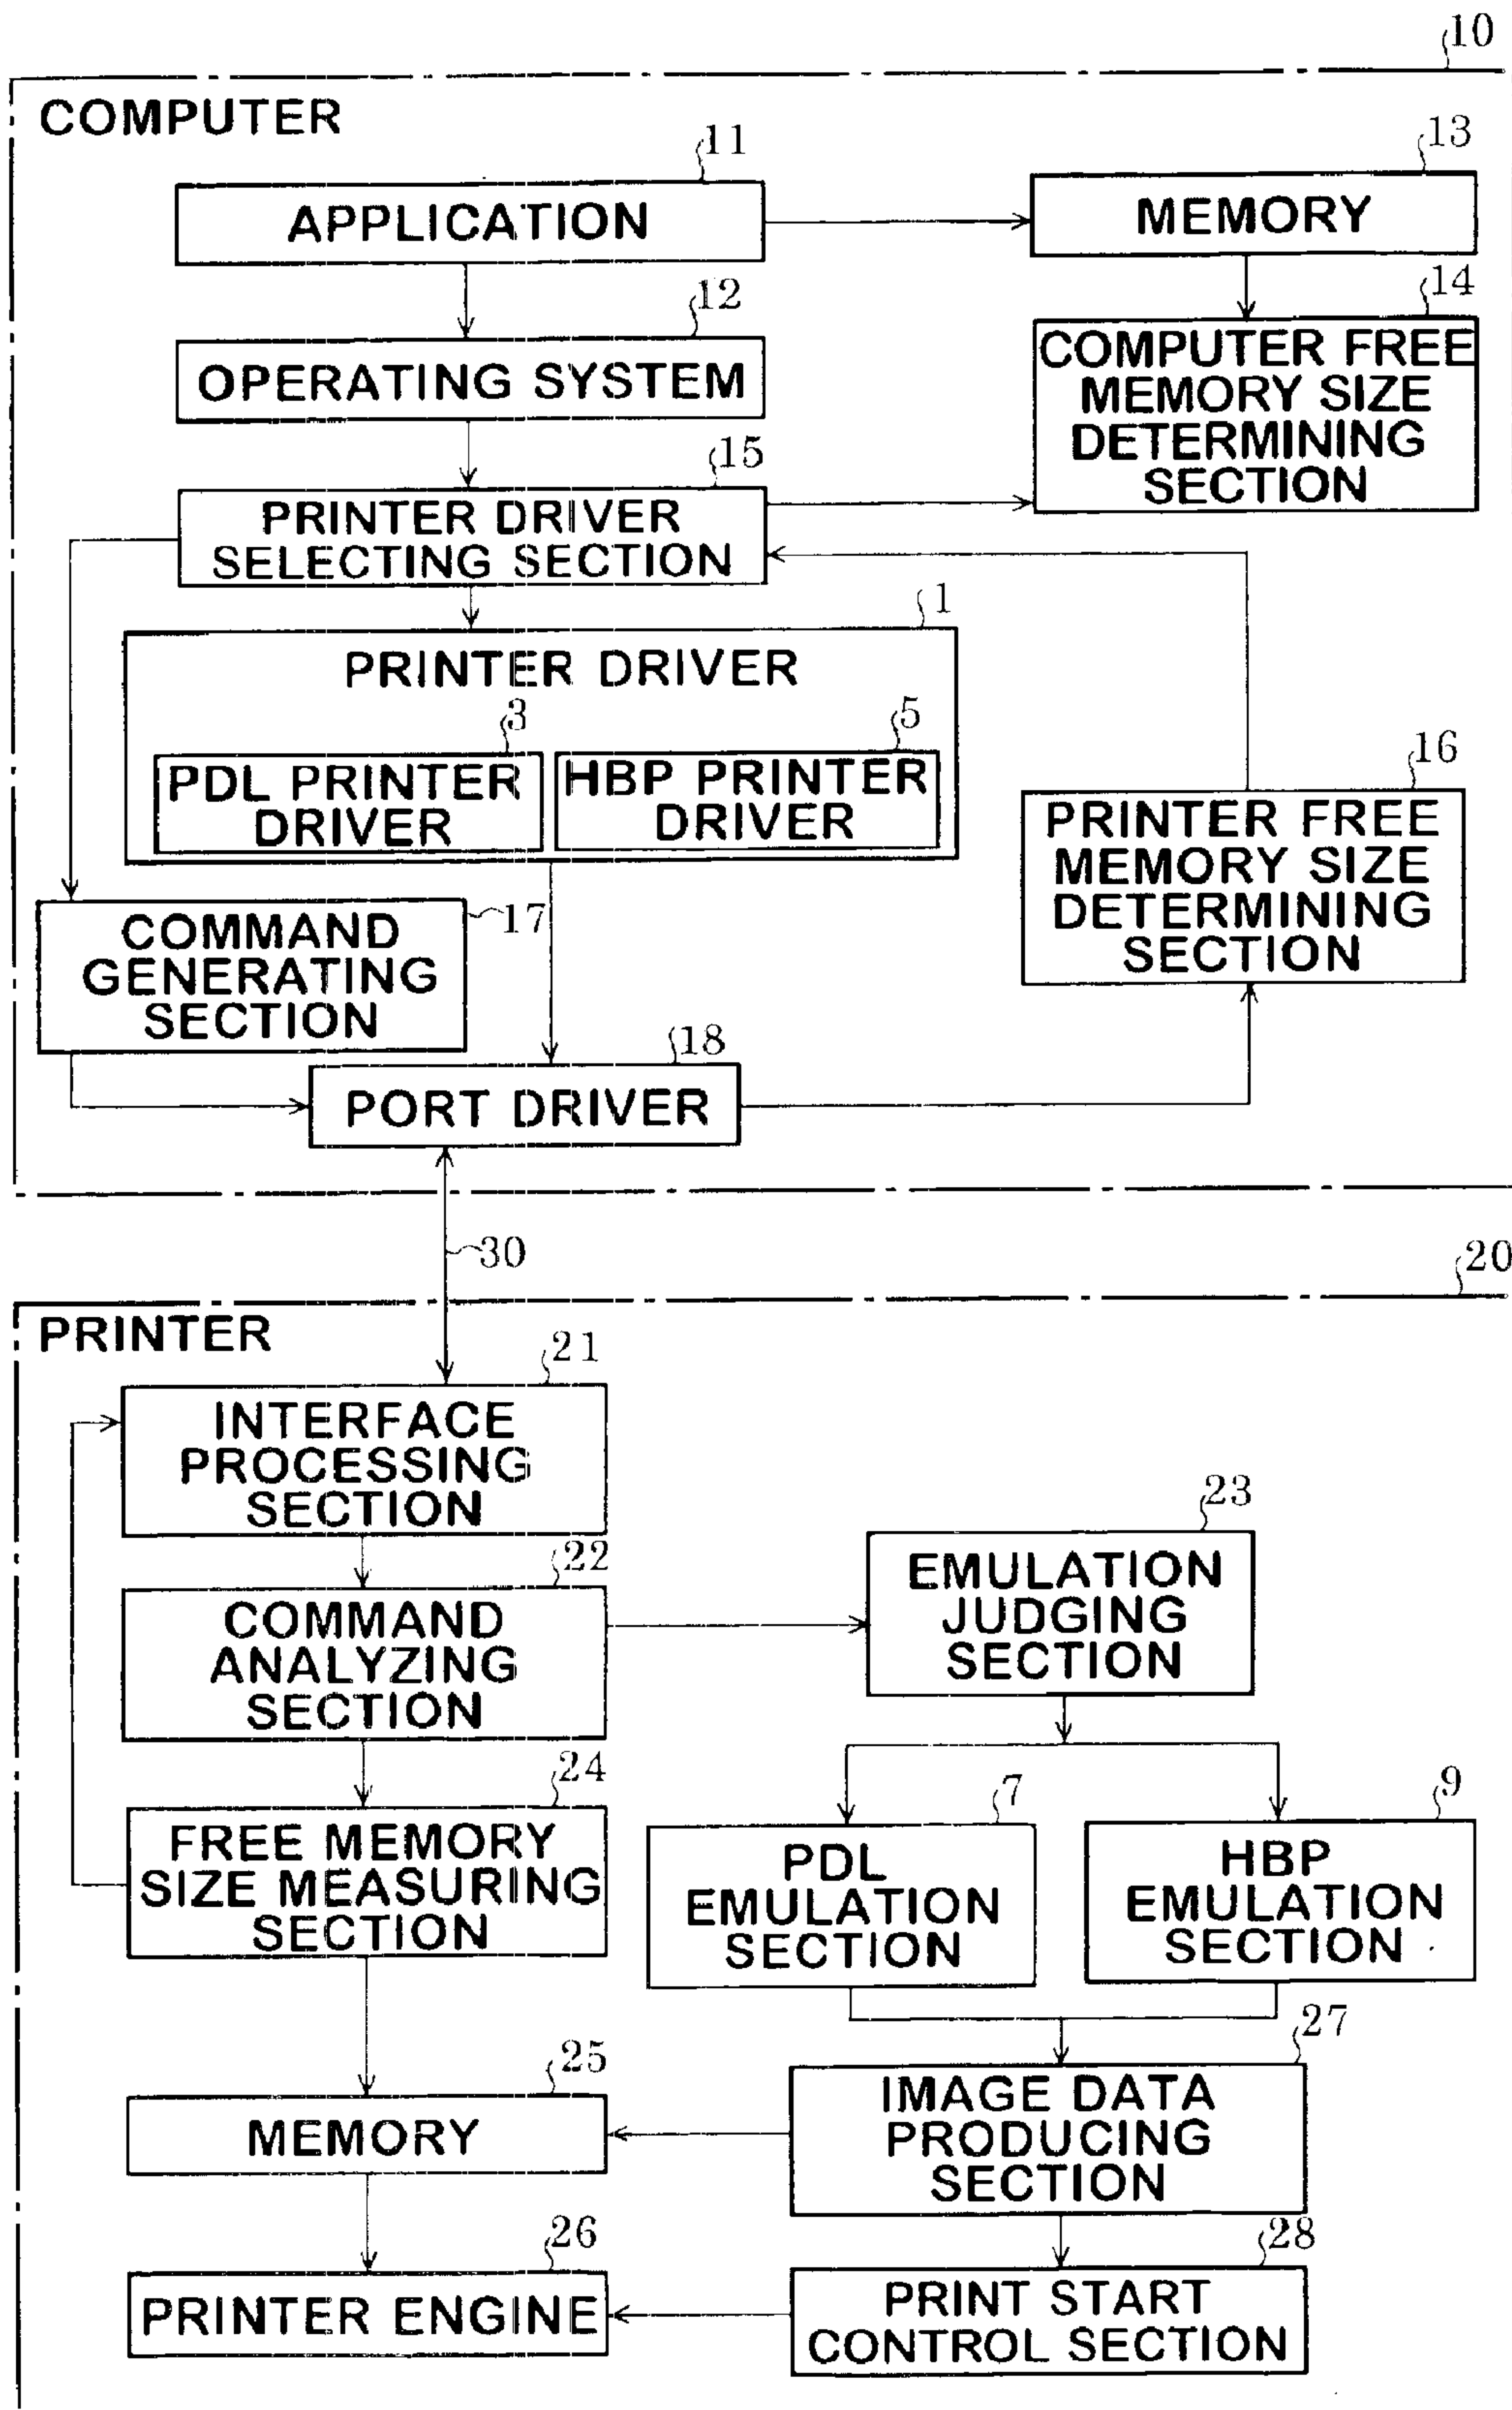 10
COMPUTER
11
13
APPLICATION
MEMORY
12
14
OPERATING SYSTEM
COMPUTER FREE
MEMORY SIZE
DETERMINING
SECTION
15
PRINTER DRIVER
SELECTING SECTION
1
PRINTER DRIVER
3
5
PDL PRINTER
DRIVER
HBP PRINTER
DRIVER
16
PRINTER FREE
MEMORY SIZE
DETERMINING
SECTION
17
COMMAND
GENERATING
SECTION
18
PORT DRIVER
30
20
PRINTER
21
INTERFACE
PROCESSING
SECTION
22
23
COMMAND
ANALYZING
SECTION
EMULATION
JUDGING
SECTION
24
7
9
FREE MEMORY
SIZE MEASURING
SECTION
PDL
EMULATION
SECTION
HBP
EMULATION
SECTION
25
27
MEMORY
IMAGE DATA
PRODUCING
SECTION
26
28
PRINTER ENGINE
PRINT START
CONTROL SECTION